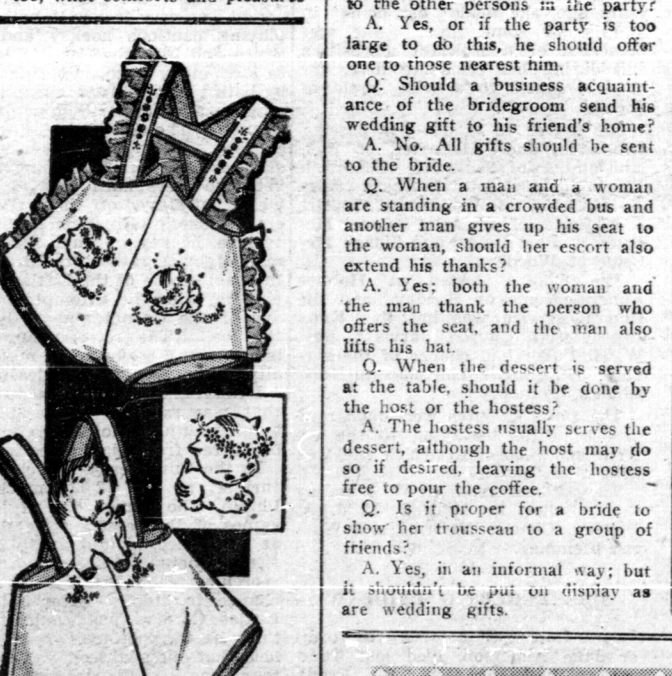 too, what comforts and pleasures
to the other persons in the party?
A. Yes, or if the party is too
large to do this, he should offer
one to those nearest him.
Q. Should a business acquaint-
ance of the bridegroom send his
wedding gift to his friend's home?
A. No. All gifts should be sent
to the bride.
Q. When a man and a woman
are standing in a crowded bus and
another man gives up his seat to
the woman, should her escort also
extend his thanks?
A. Yes; both the woman and
the man thank the person who
offers the seat, and the man also
lifts his hat.
Q. When the dessert is served
at the table, should it be done by
the host or the hostess?
A. The hostess usually serves the
dessert, although the host may do
so if desired, leaving the hostess
free to pour the coffee.
Q. Is it proper for a bride to
show her trousseau to a group of
friends?
A. Yes, in an informal way; but
it shouldn't be put on display as
are wedding gifts.